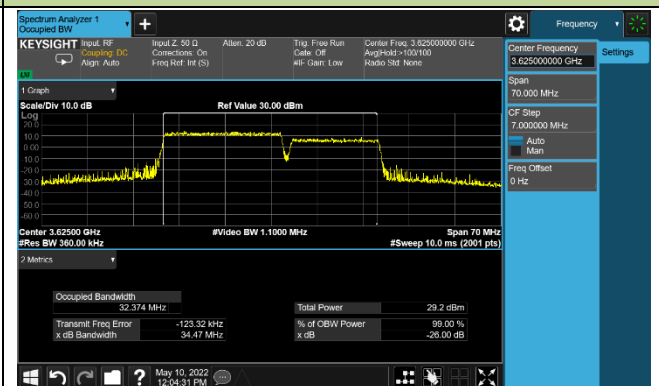 Spectrum Analyzer 1
Occupied BW
+
Frequency
KEYSIGHT
Input: RF
Coupling: DC
Align: Auto
Input Z: 50 Ω
Corrections: On
Freq Ref: Int (S)
Atten: 20 dB
Trig: Free Run
Gate: Off
#IF Gain: Low
Center Freq: 3.625000000 GHz
Avg|Hold:>100/100
Radio Std: None
LXI
Center Frequency
3.625000000 GHz
Settings
Span
70.000 MHz
CF Step
7.000000 MHz
Auto
Man
Freq Offset
0 Hz
1 Graph
Scale/Div 10.0 dB
Ref Value 30.00 dBm
Log
20.0
10.0
0.00
-10.0
-20.0
-30.0
-40.0
-50.0
-60.0
Center 3.62500 GHz
#Video BW 1.1000 MHz
Span 70 MHz
#Res BW 360.00 kHz
#Sweep 10.0 ms (2001 pts)
2 Metrics
Occupied Bandwidth
32.374 MHz
Total Power
29.2 dBm
Transmit Freq Error
-123.32 kHz
% of OBW Power
99.00 %
x dB Bandwidth
34.47 MHz
x dB
-26.00 dB
?
May 10, 2022
12:04:31 PM